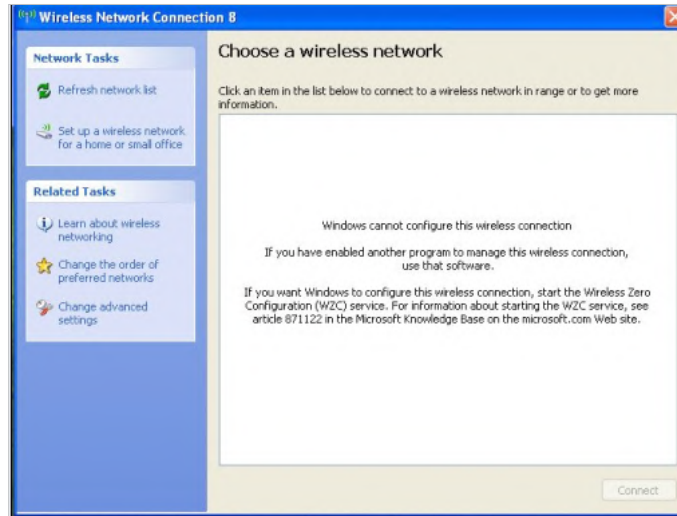 Wireless Network Connection 8
Network Tasks
Refresh network list
Set up a wireless network
for a home or small office
Related Tasks
Learn about wireless
networking
Change the order of
preferred networks
Change advanced
settings
Choose a wireless network
Click an item in the list below to connect to a wireless network in range or to get more
information.
Windows cannot configure this wireless connection
If you have enabled another program to manage this wireless connection,
use that software.
If you want Windows to configure this wireless connection, start the Wireless Zero
Configuration (WZC) service. For information about starting the WZC service, see
article 871122 in the Microsoft Knowledge Base on the microsoft.com Web site.
Connect